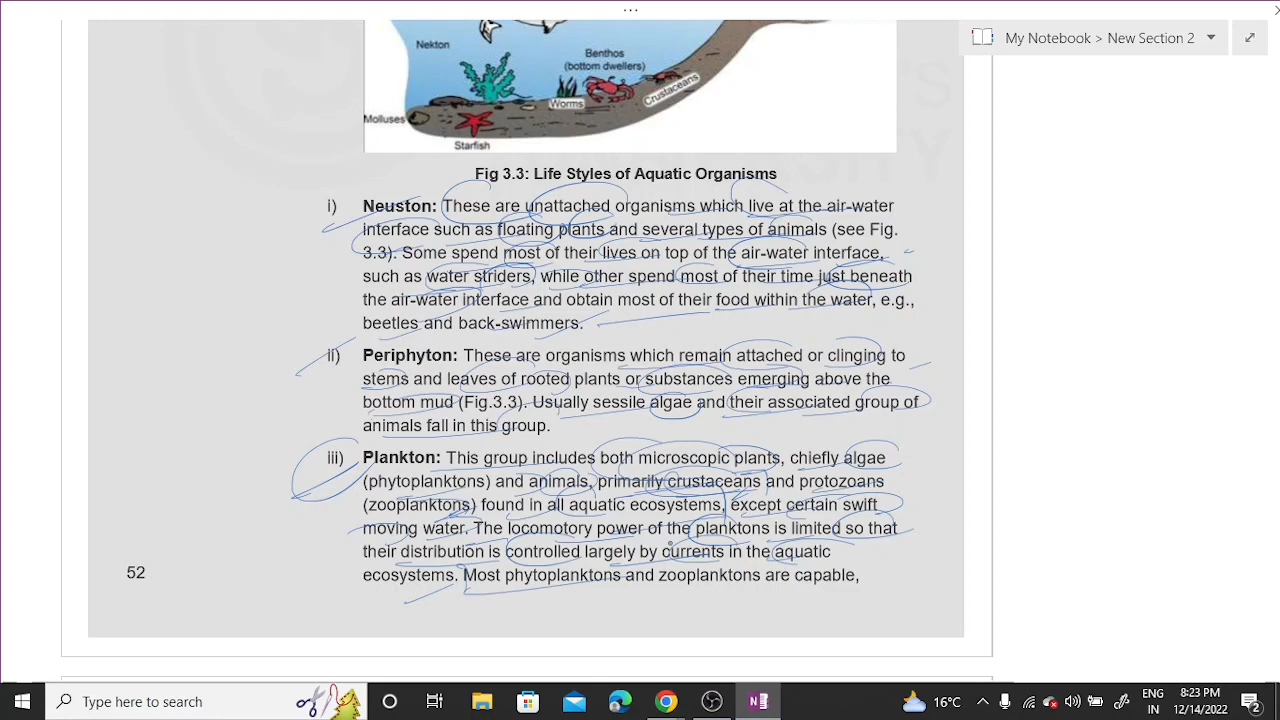 ...
My Notebook > New Section 2
Nekton
Benthos
(bottom dwellers)
Worms
Crustaceans
Molluses
Starfish
Fig 3.3: Life Styles of Aquatic Organisms
i) Neuston: These are unattached organisms which live at the air-water
interface such as floating plants and several types of animals (see Fig.
3.3). Some spend most of their lives on top of the air-water interface,
such as water striders, while other spend most of their time just beneath
the air-water interface and obtain most of their food within the water, e.g.,
beetles and back-swimmers.
ii) Periphyton: These are organisms which remain attached or clinging to
stems and leaves of rooted plants or substances emerging above the
bottom mud (Fig.3.3). Usually sessile algae and their associated group of
animals fall in this group.
iii) Plankton: This group includes both microscopic plants, chiefly algae
(phytoplanktons) and animals, primarily crustaceans and protozoans
(zooplanktons) found in all aquatic ecosystems, except certain swift
moving water. The locomotory power of the planktons is limited so that
their distribution is controlled largely by currents in the aquatic
ecosystems. Most phytoplanktons and zooplanktons are capable,
52
Type here to search
16°C
ENG
IN
8:23 PM
12/14/2022
2